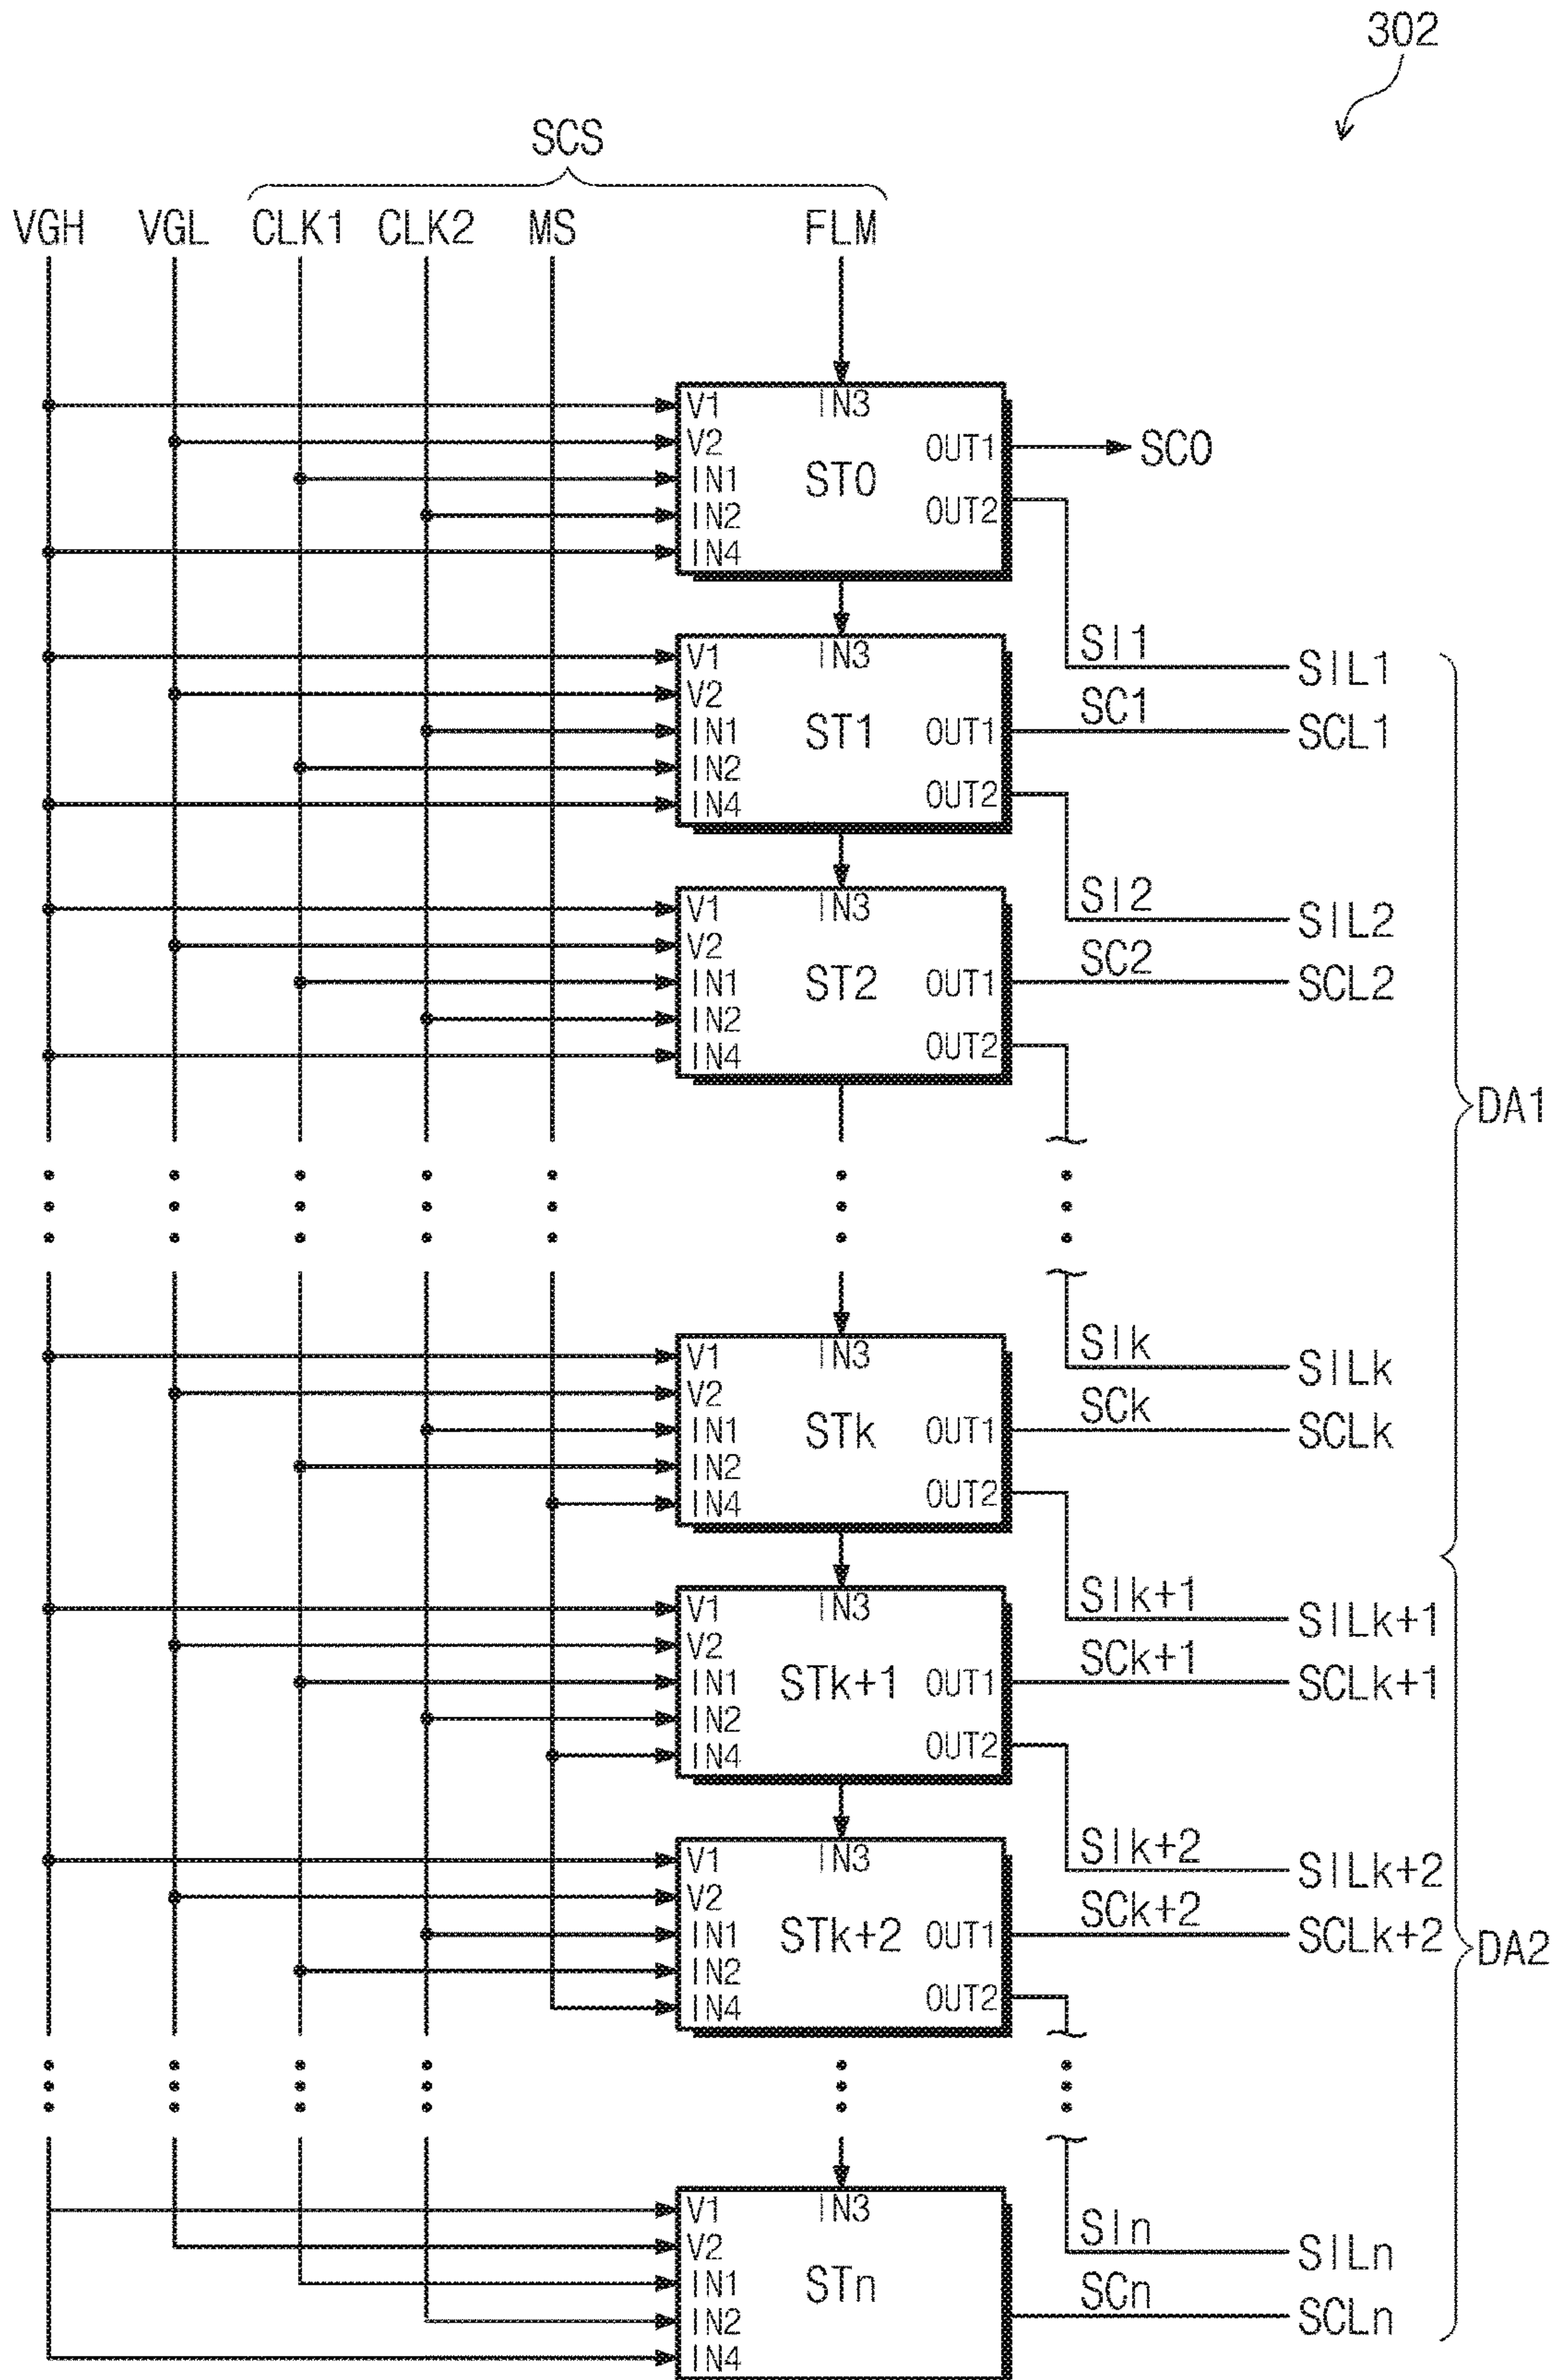 302
SCS
VGH VGL CLK1 CLK2 MS FLM
V1 IN3
V2 OUT1 SC0
IN1 ST0
IN2 OUT2
IN4
SI1 SIL1
V1 IN3
V2 SC1
IN1 ST1 OUT1 SCL1
IN2
IN4 OUT2
SI2 SIL2
V1 IN3
V2 SC2
IN1 ST2 OUT1 SCL2
IN2
IN4 OUT2
DA1
SIk SILk
V1 IN3
V2 SCk
IN1 STk OUT1 SCLk
IN2
IN4 OUT2
SIk+1 SILk+1
V1 IN3
V2 SCk+1
IN1 STk+1 OUT1 SCLk+1
IN2
IN4 OUT2
SIk+2 SILk+2
V1 IN3
V2 SCk+2
IN1 STk+2 OUT1 SCLk+2
DA2
IN2
IN4 OUT2
V1 IN3
SIn SILn
V2
IN1 STn SCn
IN2 SCLn
IN4